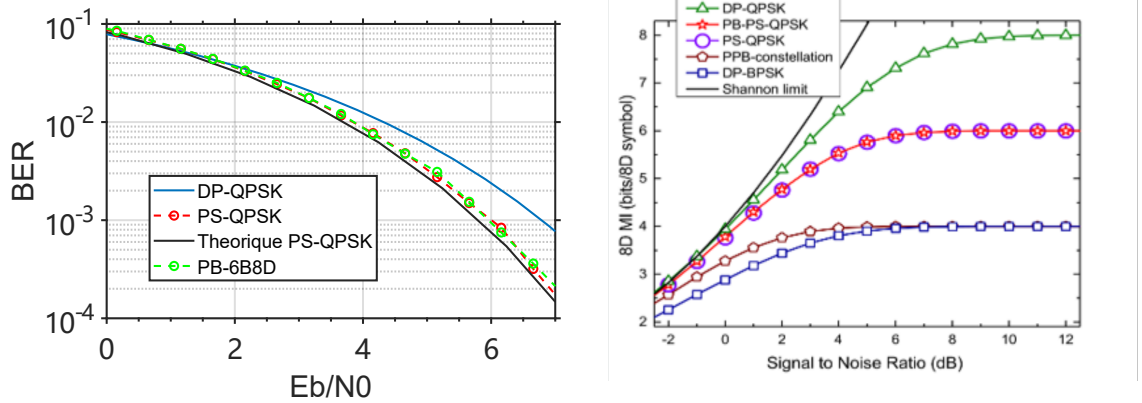 BER
10-1
10-2
10-3
10-4
DP-QPSK
PS-QPSK
Theorique PS-QPSK
PB-6B8D
0 2 4 6
Eb/N0
DP-QPSK
PB-PS-QPSK
PS-QPSK
PPB-constellation
DP-BPSK
Shannon limit
8D MI (bits/8D symbol)
8
7
6
5
4
3
2
-2 0 2 4 6 8 10 12
Signal to Noise Ratio (dB)